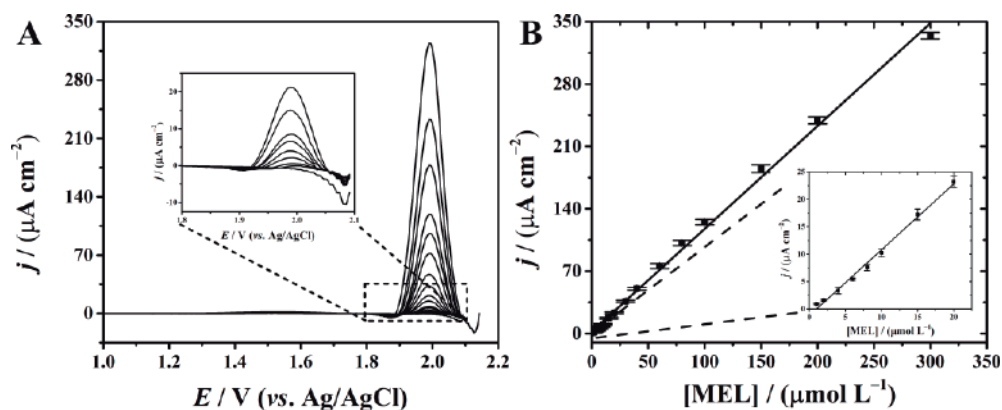 A
350
280
210
140
70
0
j / (μA cm⁻²)
1.0 1.2 1.4 1.6 1.8 2.0 2.2
E / V (vs. Ag/AgCl)
20
10
0
-10
j / (μA cm⁻²)
1.8 1.9 2.0 2.1
E / V (vs. Ag/AgCl)
B
350
280
210
140
70
0
j / (μA cm⁻²)
0 50 100 150 200 250 300 350
[MEL] / (μmol L⁻¹)
25
20
15
10
5
0
j / (μA cm⁻²)
0 5 10 15 20
[MEL] / (μmol L⁻¹)